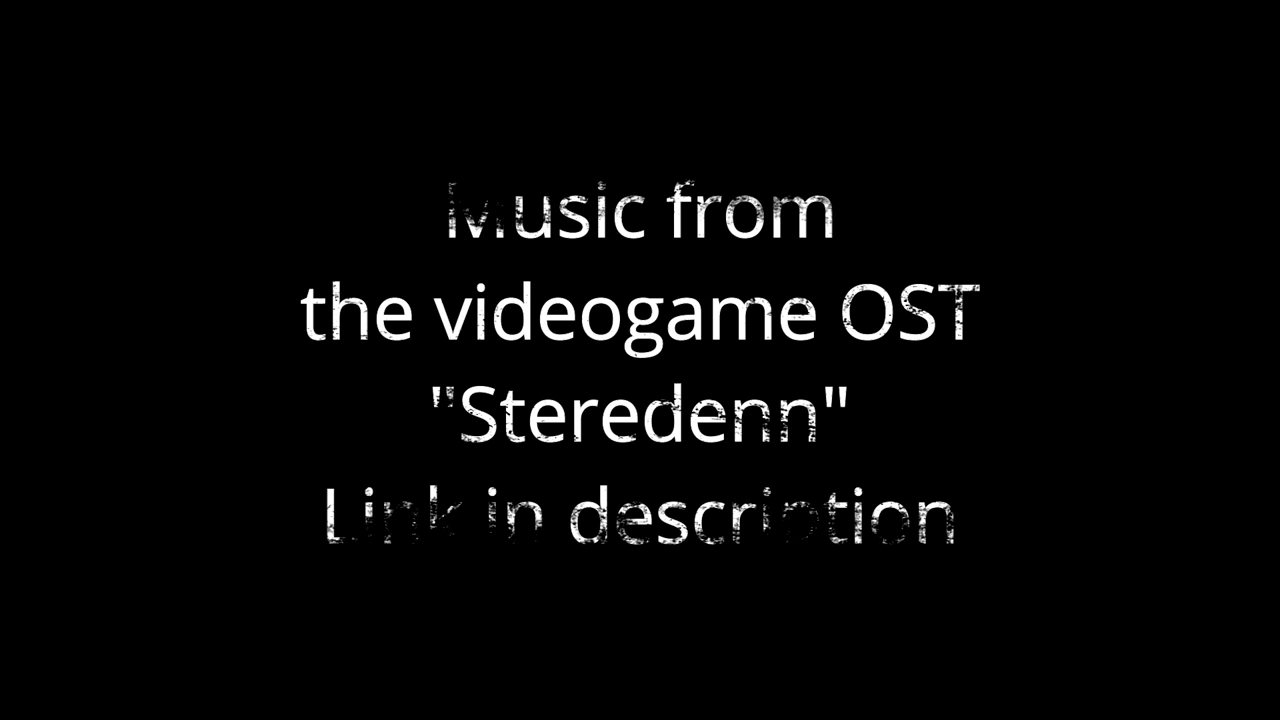 Music from
the videogame OST
"Steredenn"
Link in description